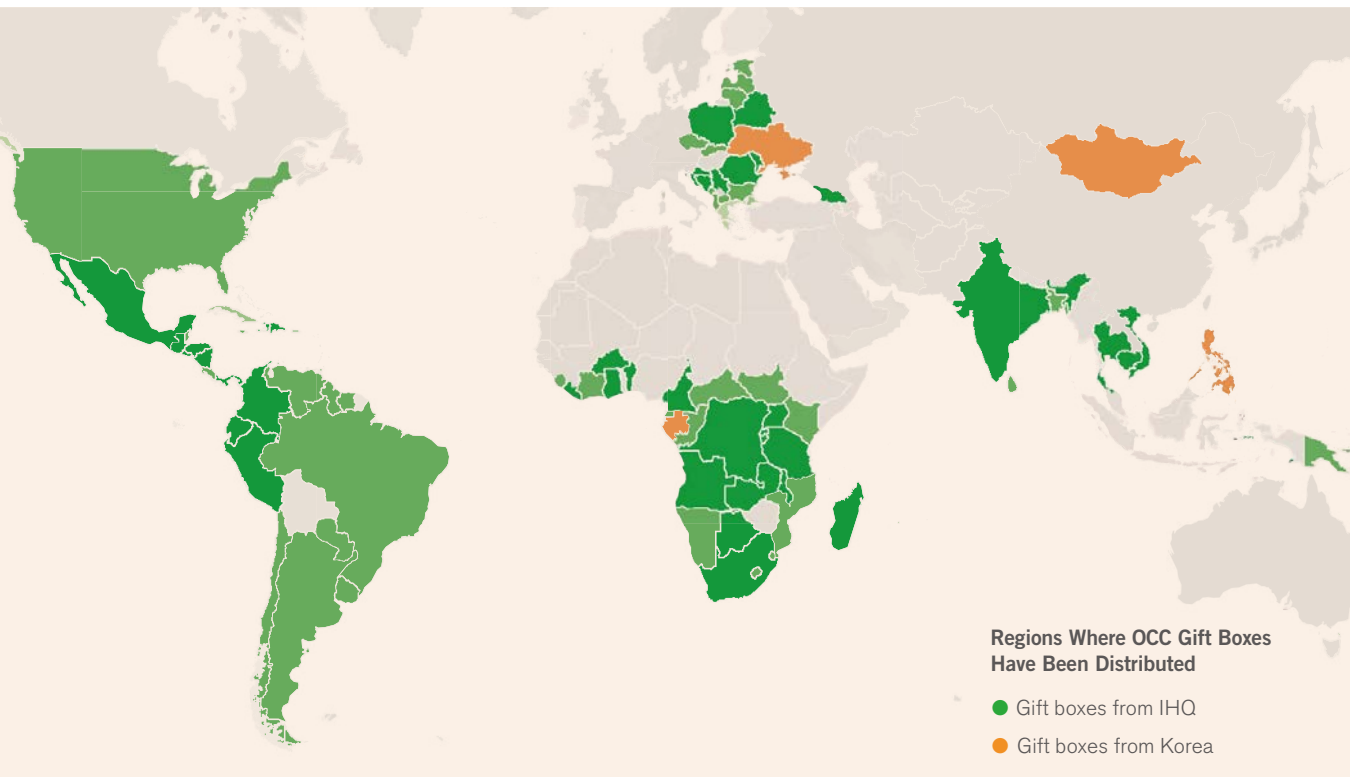 Regions Where OCC Gift Boxes
Have Been Distributed
Gift boxes from IHQ
Gift boxes from Korea